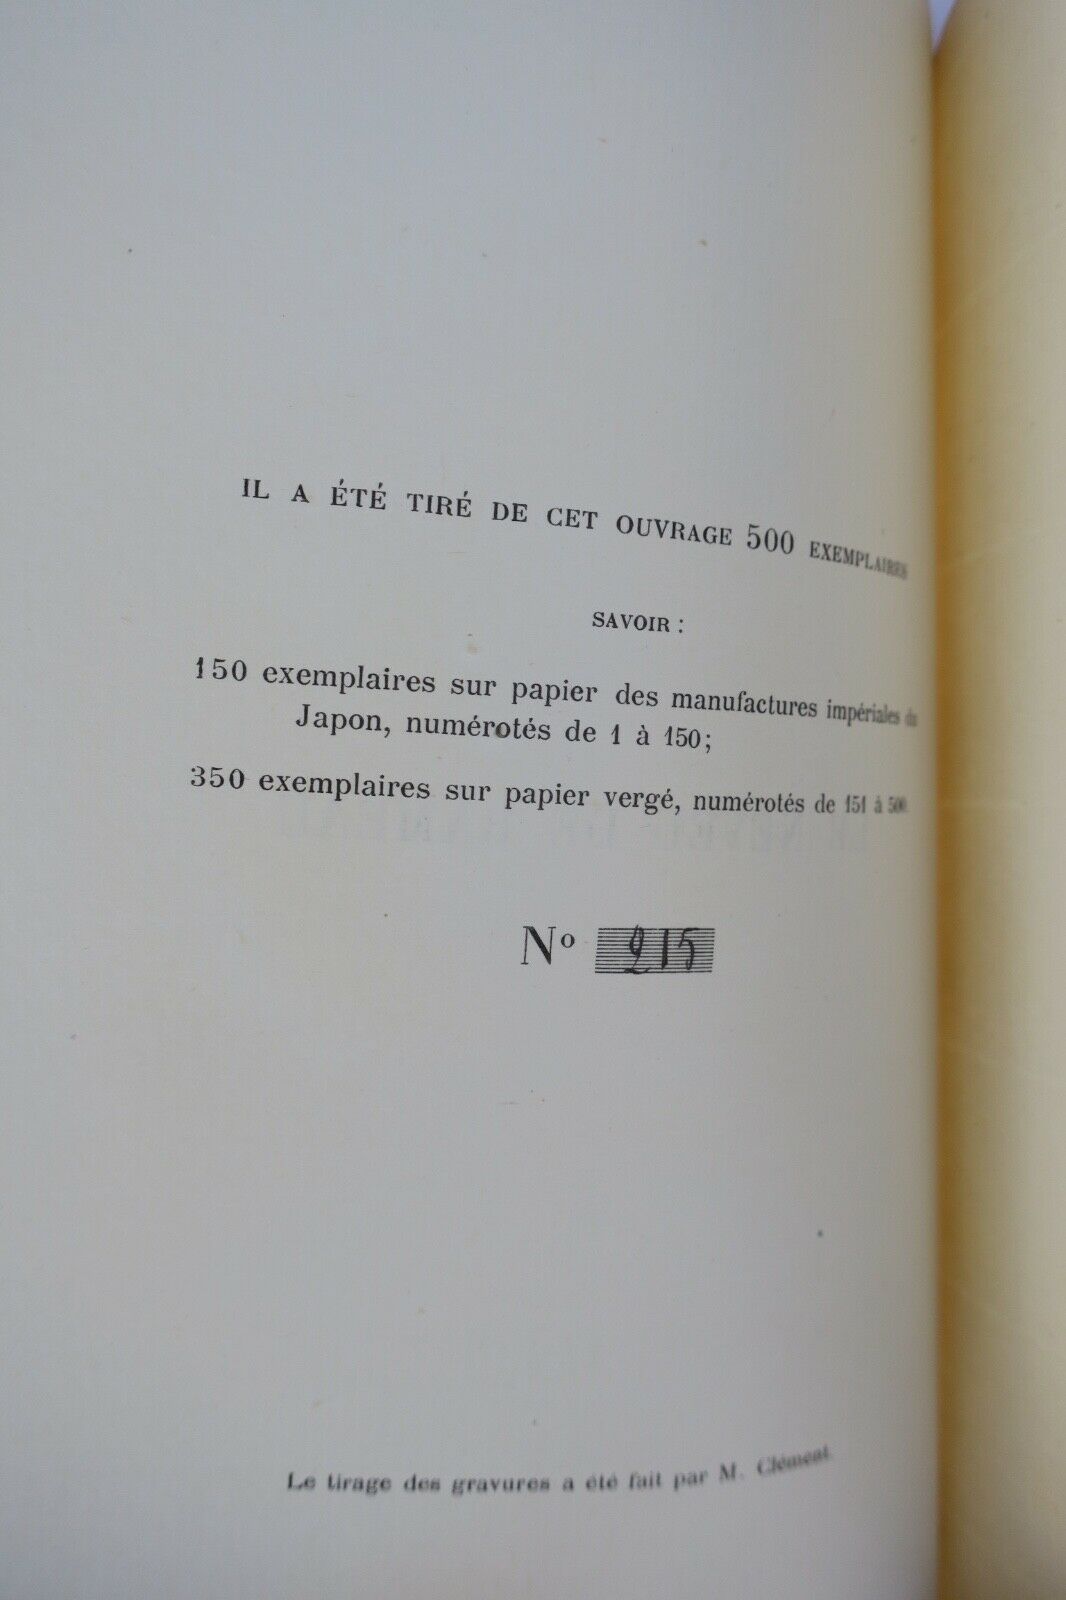 IL A ÉTÉ TIRÉ DE CET OUVRAGE 500 EXEMPLAIRES
SAVOIR :
150 exemplaires sur papier des manufactures impériales du
Japon, numérotés de 1 à 150;
350 exemplaires sur papier vergé, numérotés de 151 à 500.
Nº 215
Le tirage des gravures a été fait par M. Clément.